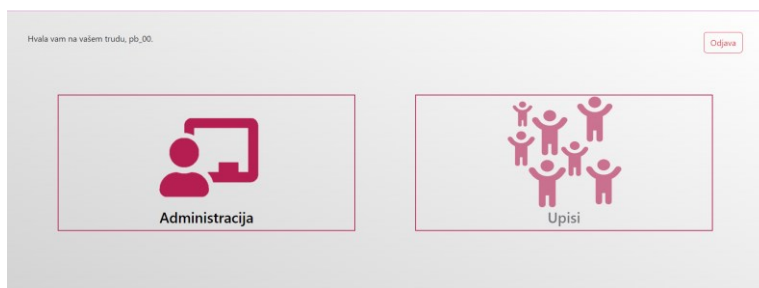 Hvala vam na vašem trudu, pb_00.
Odjava
Administracija
Upisi